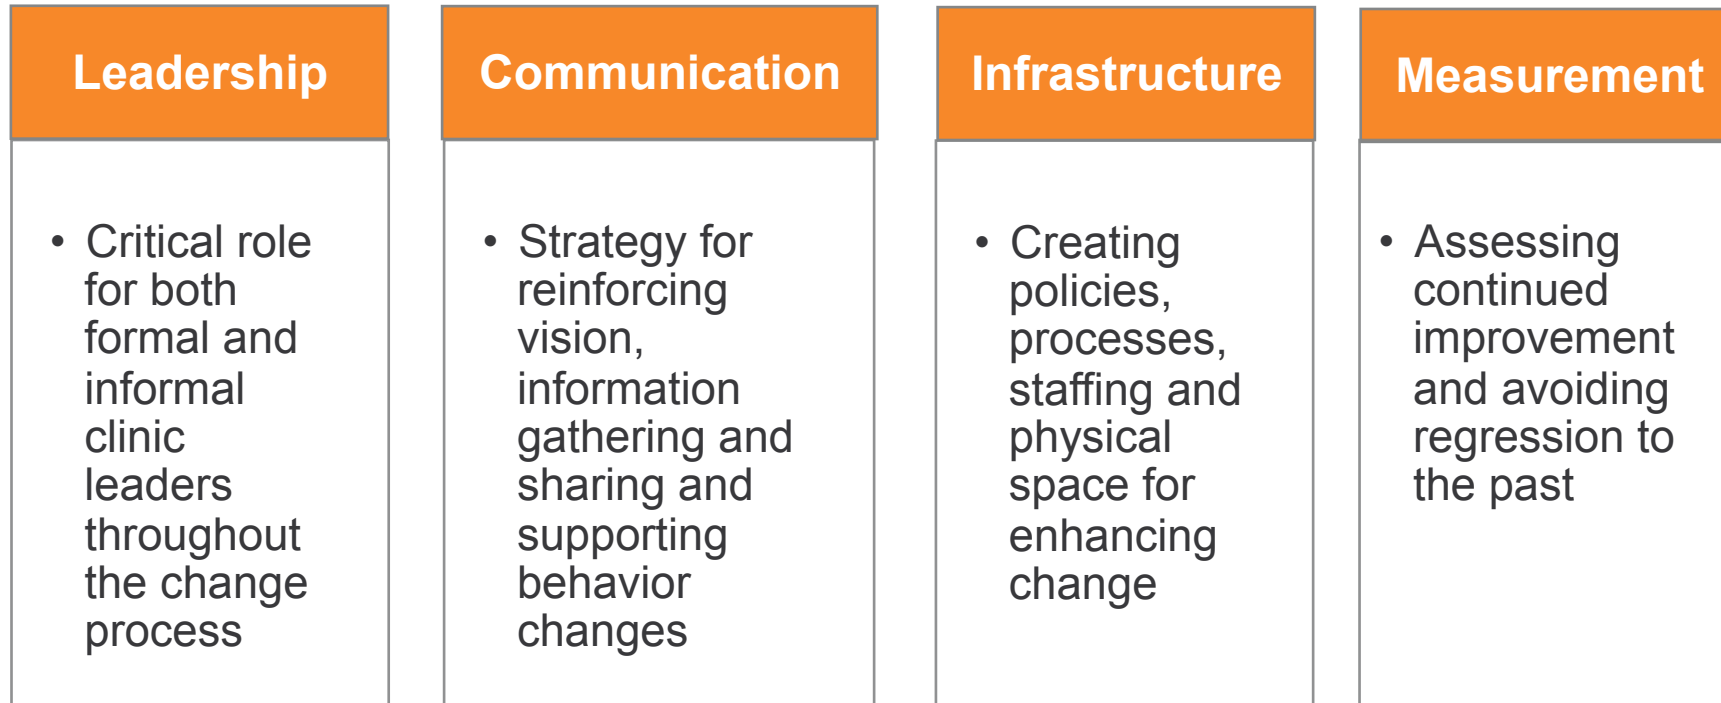 Leadership
• Critical role
for both
formal and
informal
clinic
leaders
throughout
the change
process
Communication
• Strategy for
reinforcing
vision,
information
gathering and
sharing and
supporting
behavior
changes
Infrastructure
• Creating
policies,
processes,
staffing and
physical
space for
enhancing
change
Measurement
• Assessing
continued
improvement
and avoiding
regression to
the past